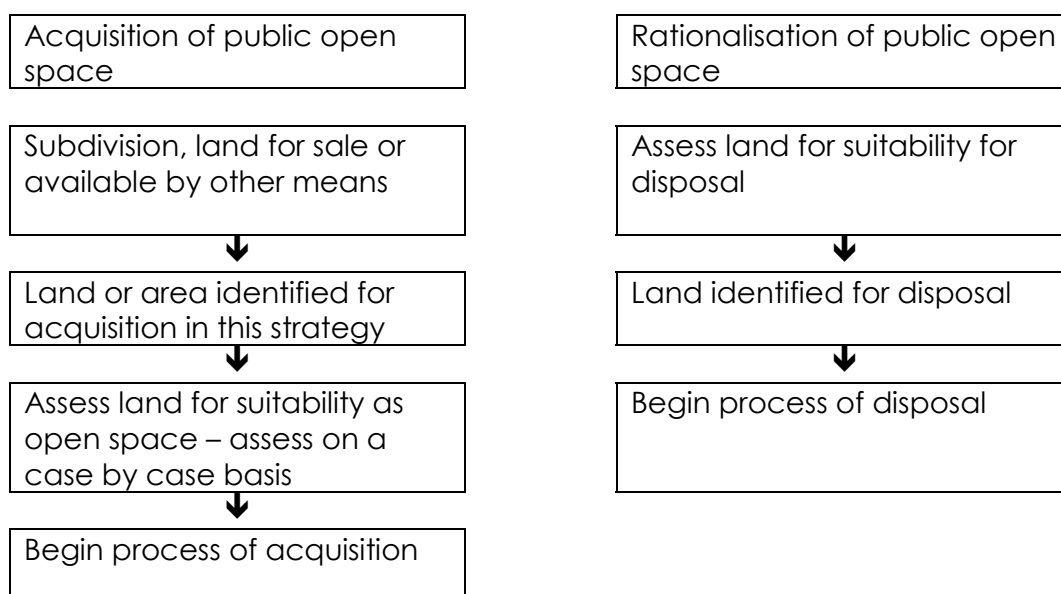 Acquisition of public open
space
Subdivision, land for sale or
available by other means
Land or area identified for
acquisition in this strategy
Assess land for suitability as
open space – assess on a
case by case basis
Begin process of acquisition
Rationalisation of public open
space
Assess land for suitability for
disposal
Land identified for disposal
Begin process of disposal